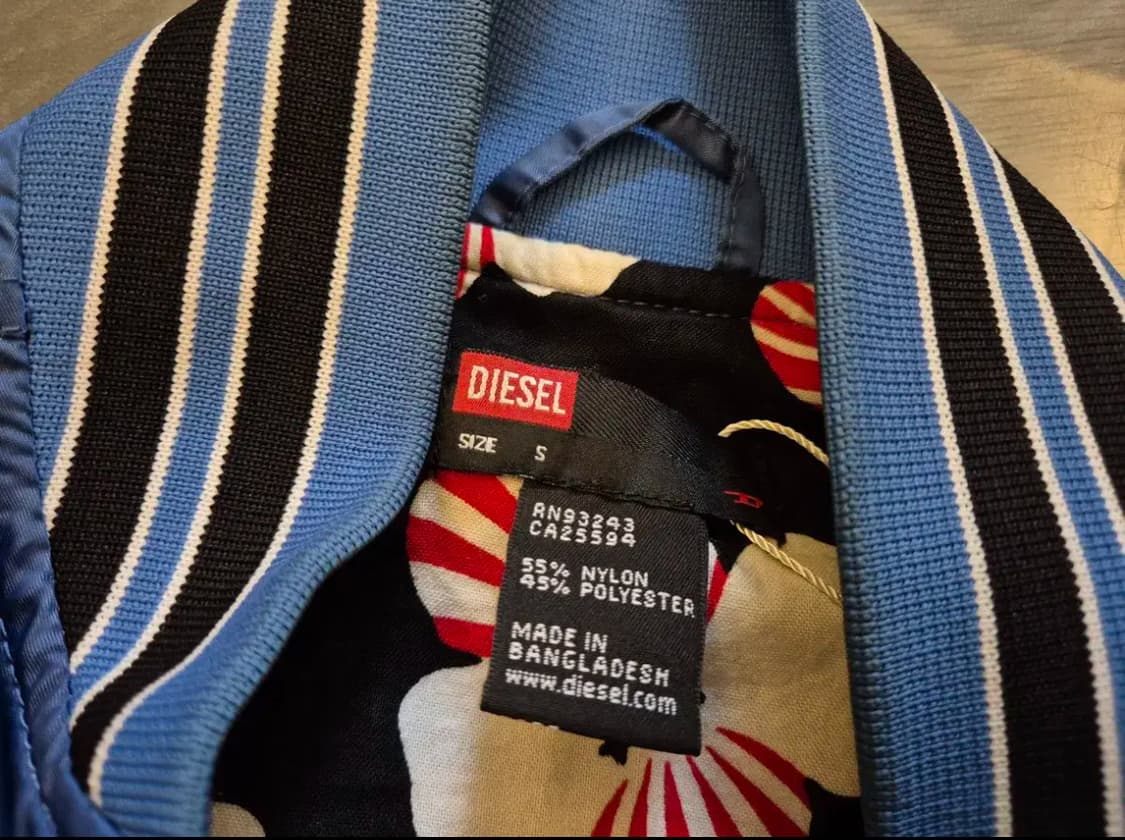 DIESEL
SIZE S
RN93243
CA25594
55% NYLON
45% POLYESTER
MADE IN
BANGLADESH
www.diesel.com